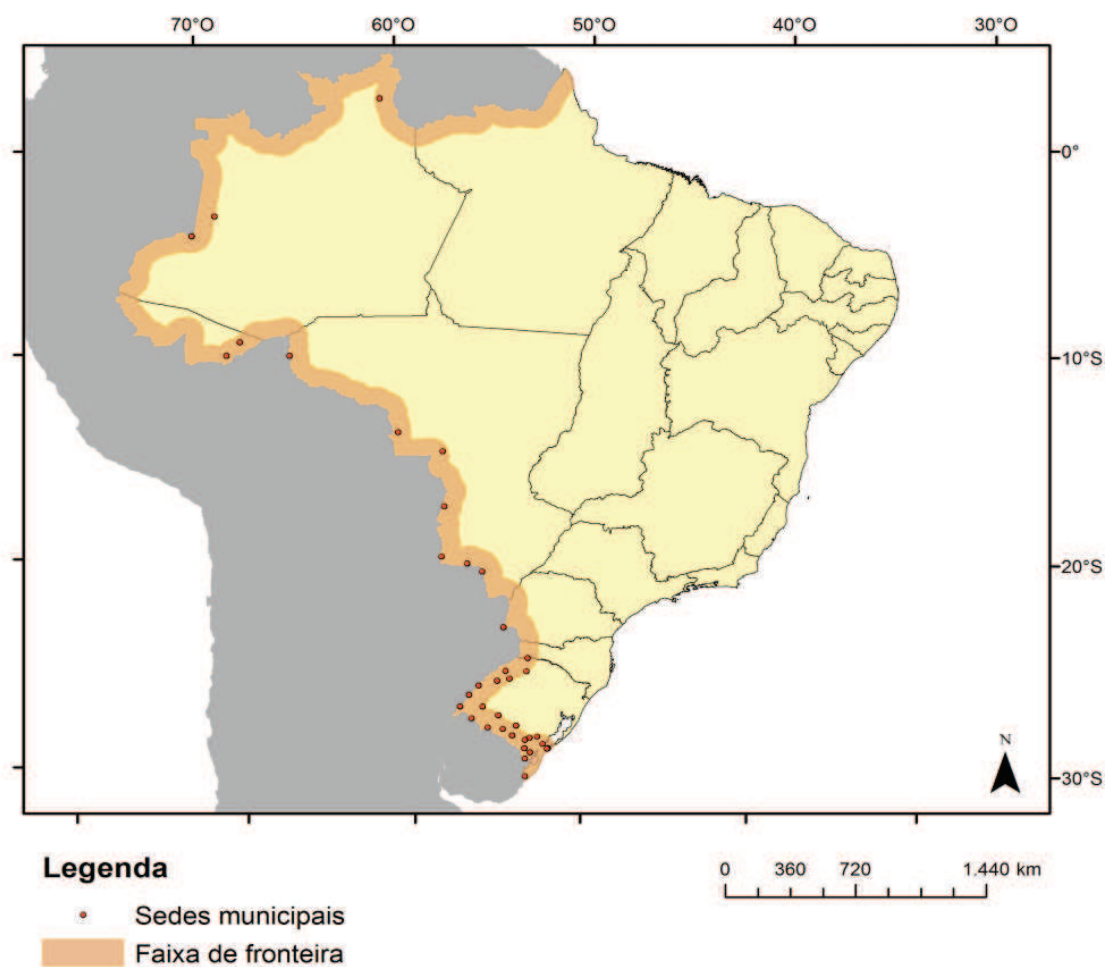 70°O 60°O 50°O 40°O 30°O
0°
10°S
20°S
30°S
N
Legenda
Sedes municipais
Faixa de fronteira
0 360 720 1.440 km